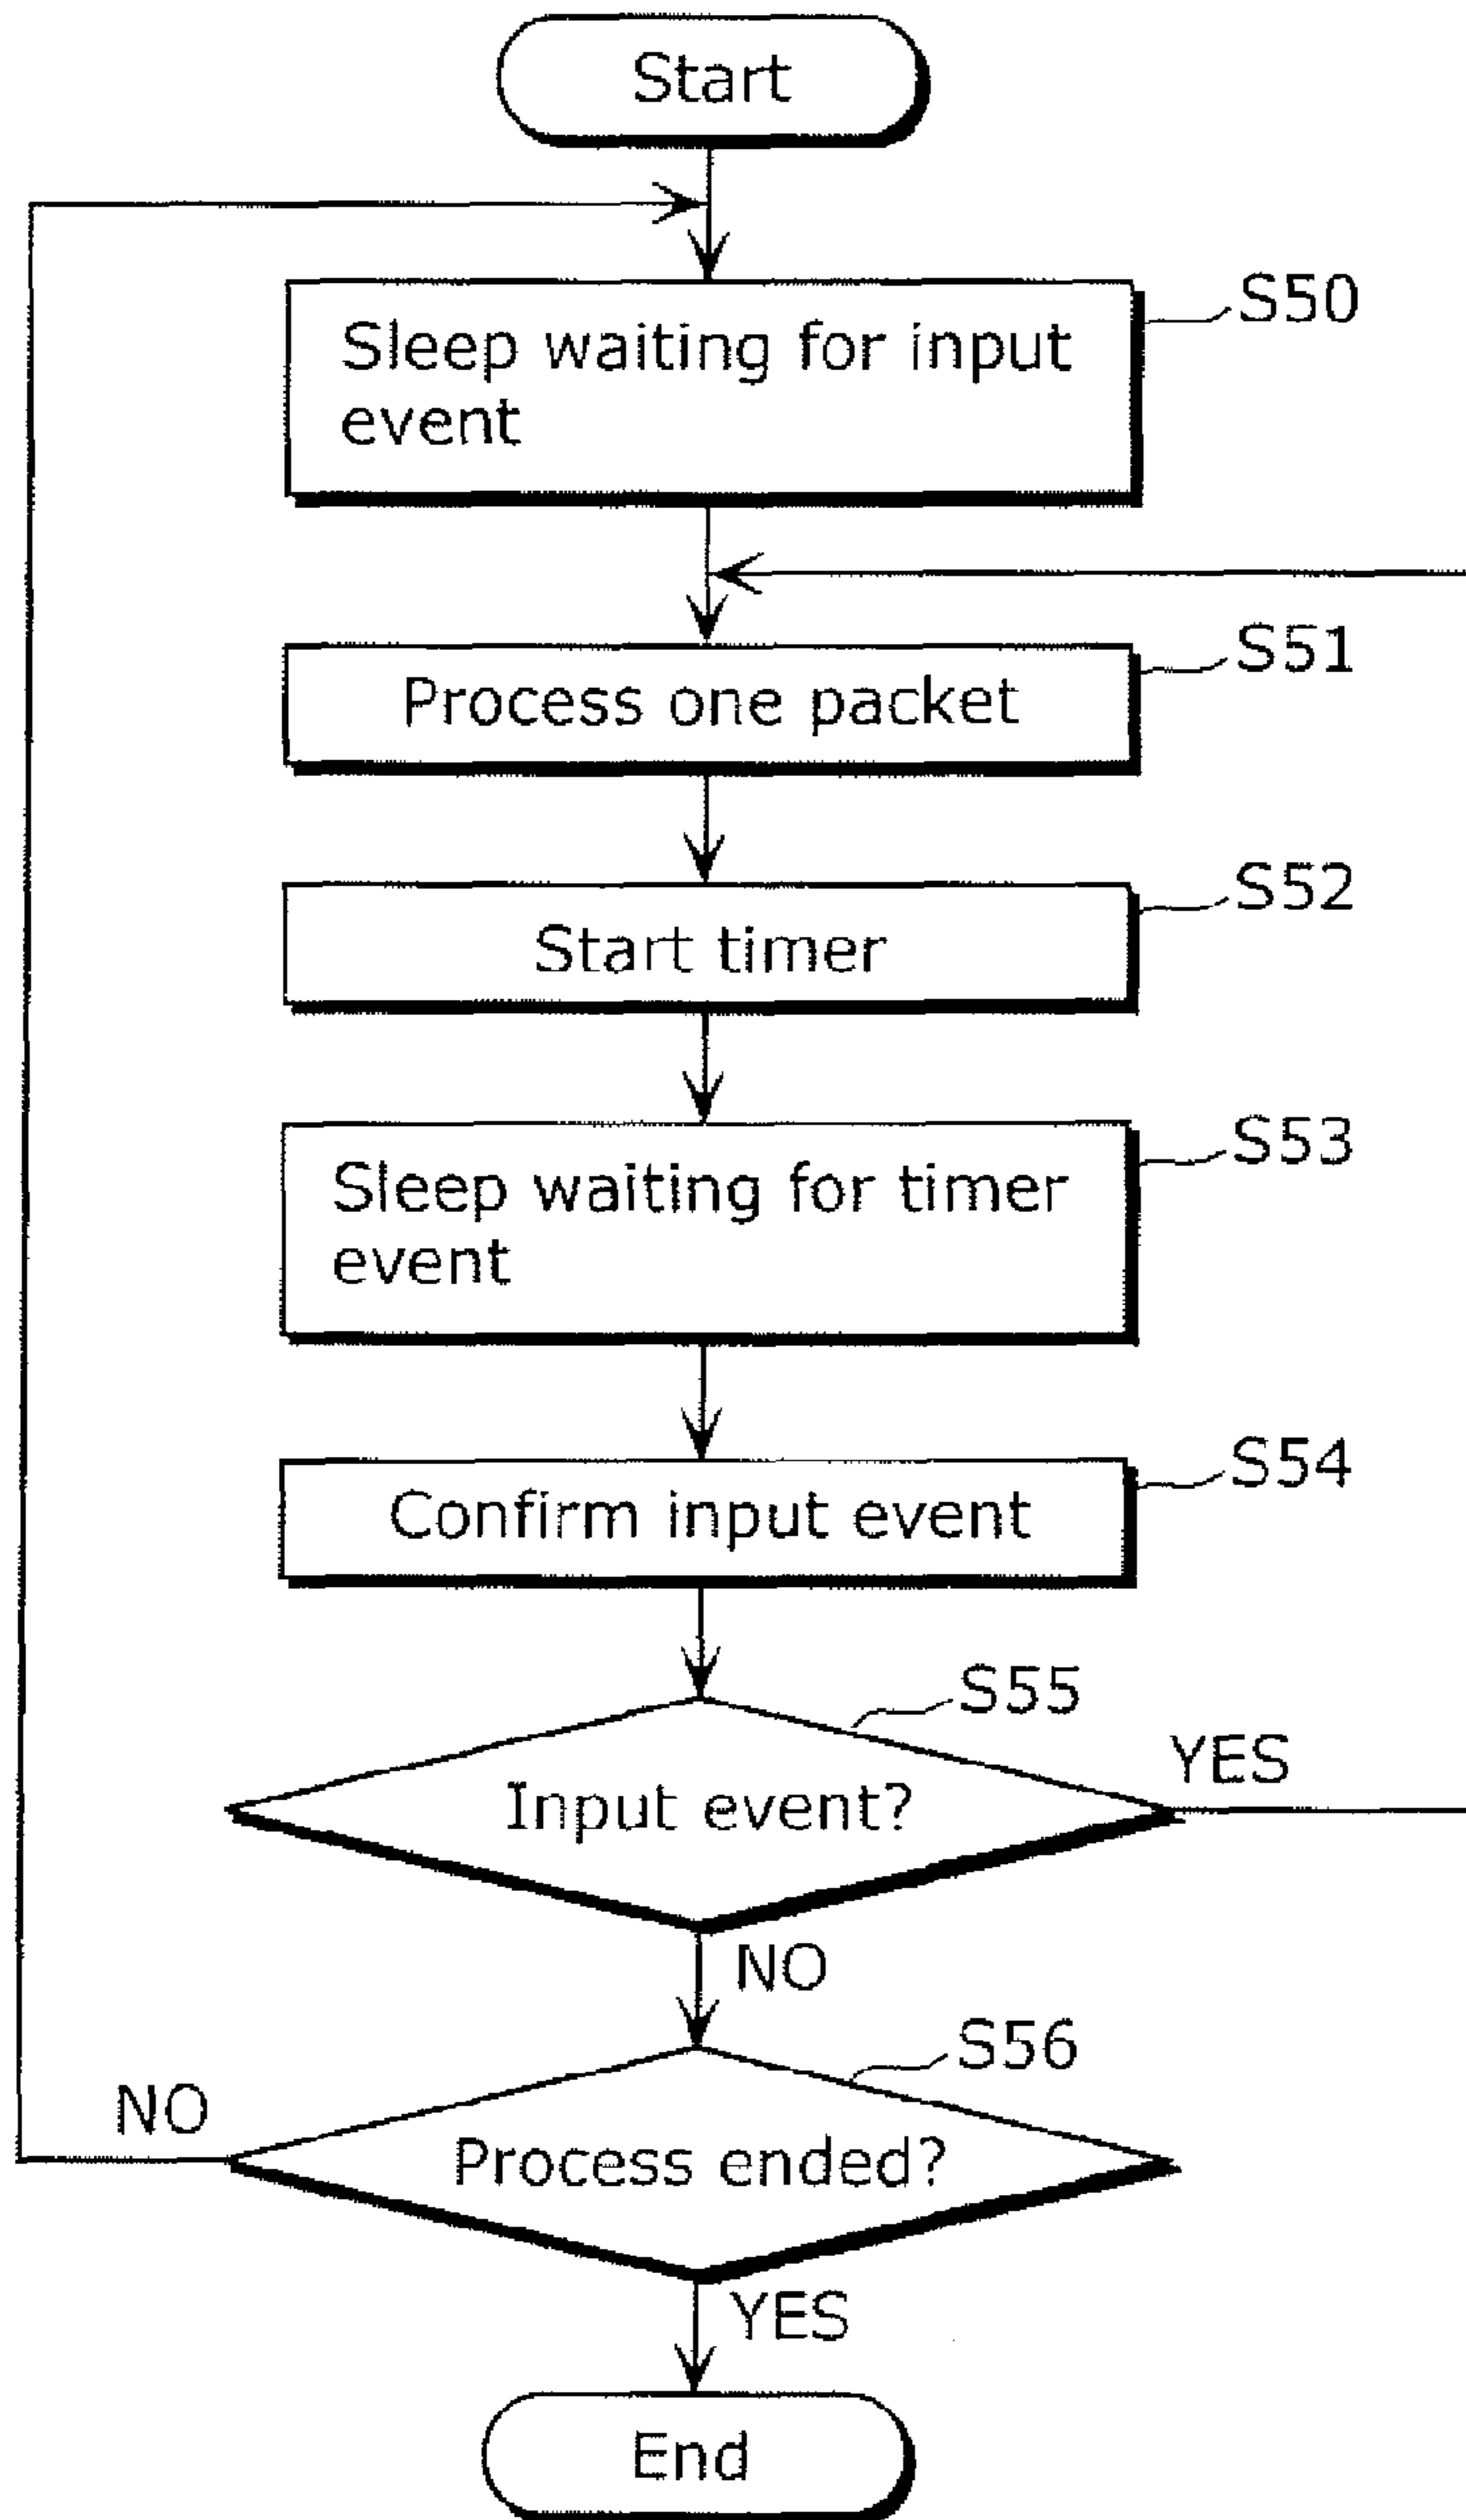 Start
S50
Sleep waiting for input
event
S51
Process one packet
S52
Start timer
S53
Sleep waiting for timer
event
S54
Confirm input event
S55
YES
Input event?
NO
S56
NO
Process ended?
YES
End